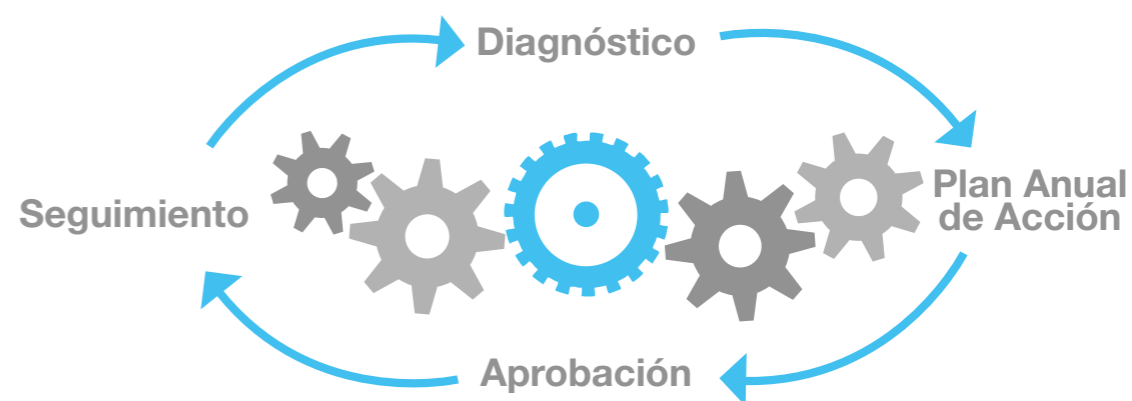 Diagnóstico
Plan Anual
de Acción
Seguimiento
Aprobación